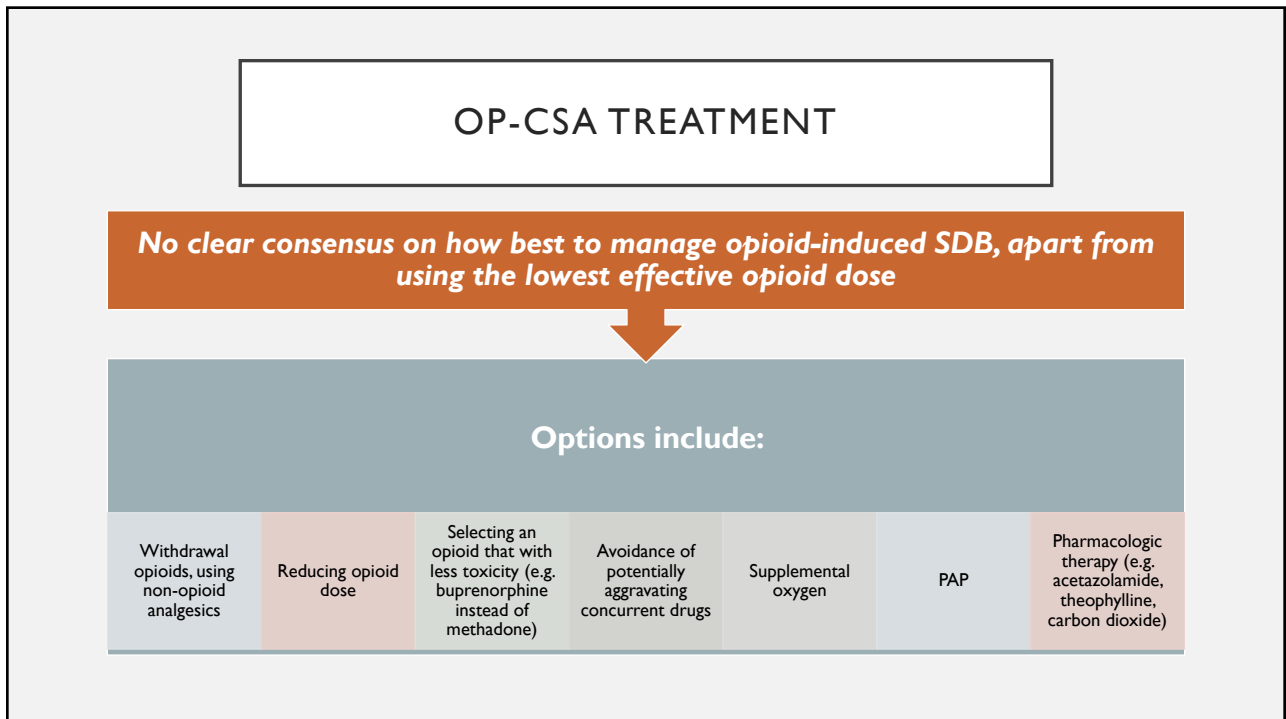 OP-CSA TREATMENT
No clear consensus on how best to manage opioid-induced SDB, apart from
using the lowest effective opioid dose
Options include:
Withdrawal
opioids, using
non-opioid
analgesics
Reducing opioid
dose
Selecting an
opioid that with
less toxicity (e.g.
buprenorphine
instead of
methadone)
Avoidance of
potentially
aggravating
concurrent drugs
Supplemental
oxygen
PAP
Pharmacologic
therapy (e.g.
acetazolamide,
theophylline,
carbon dioxide)